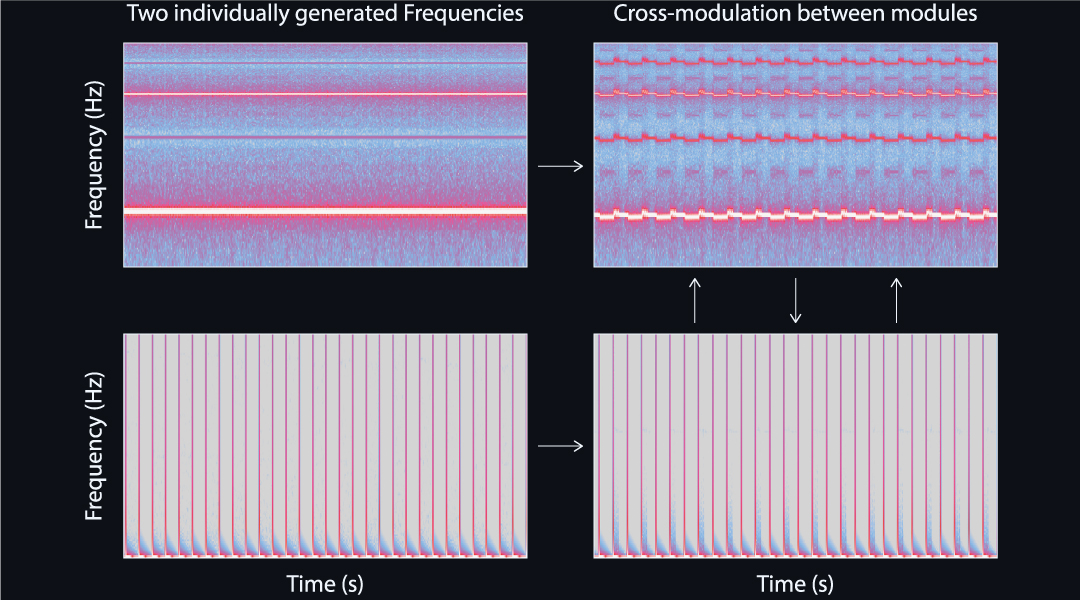 Two individually generated Frequencies
Cross-modulation between modules
Frequency (Hz)
Frequency (Hz)
Time (s)
Time (s)